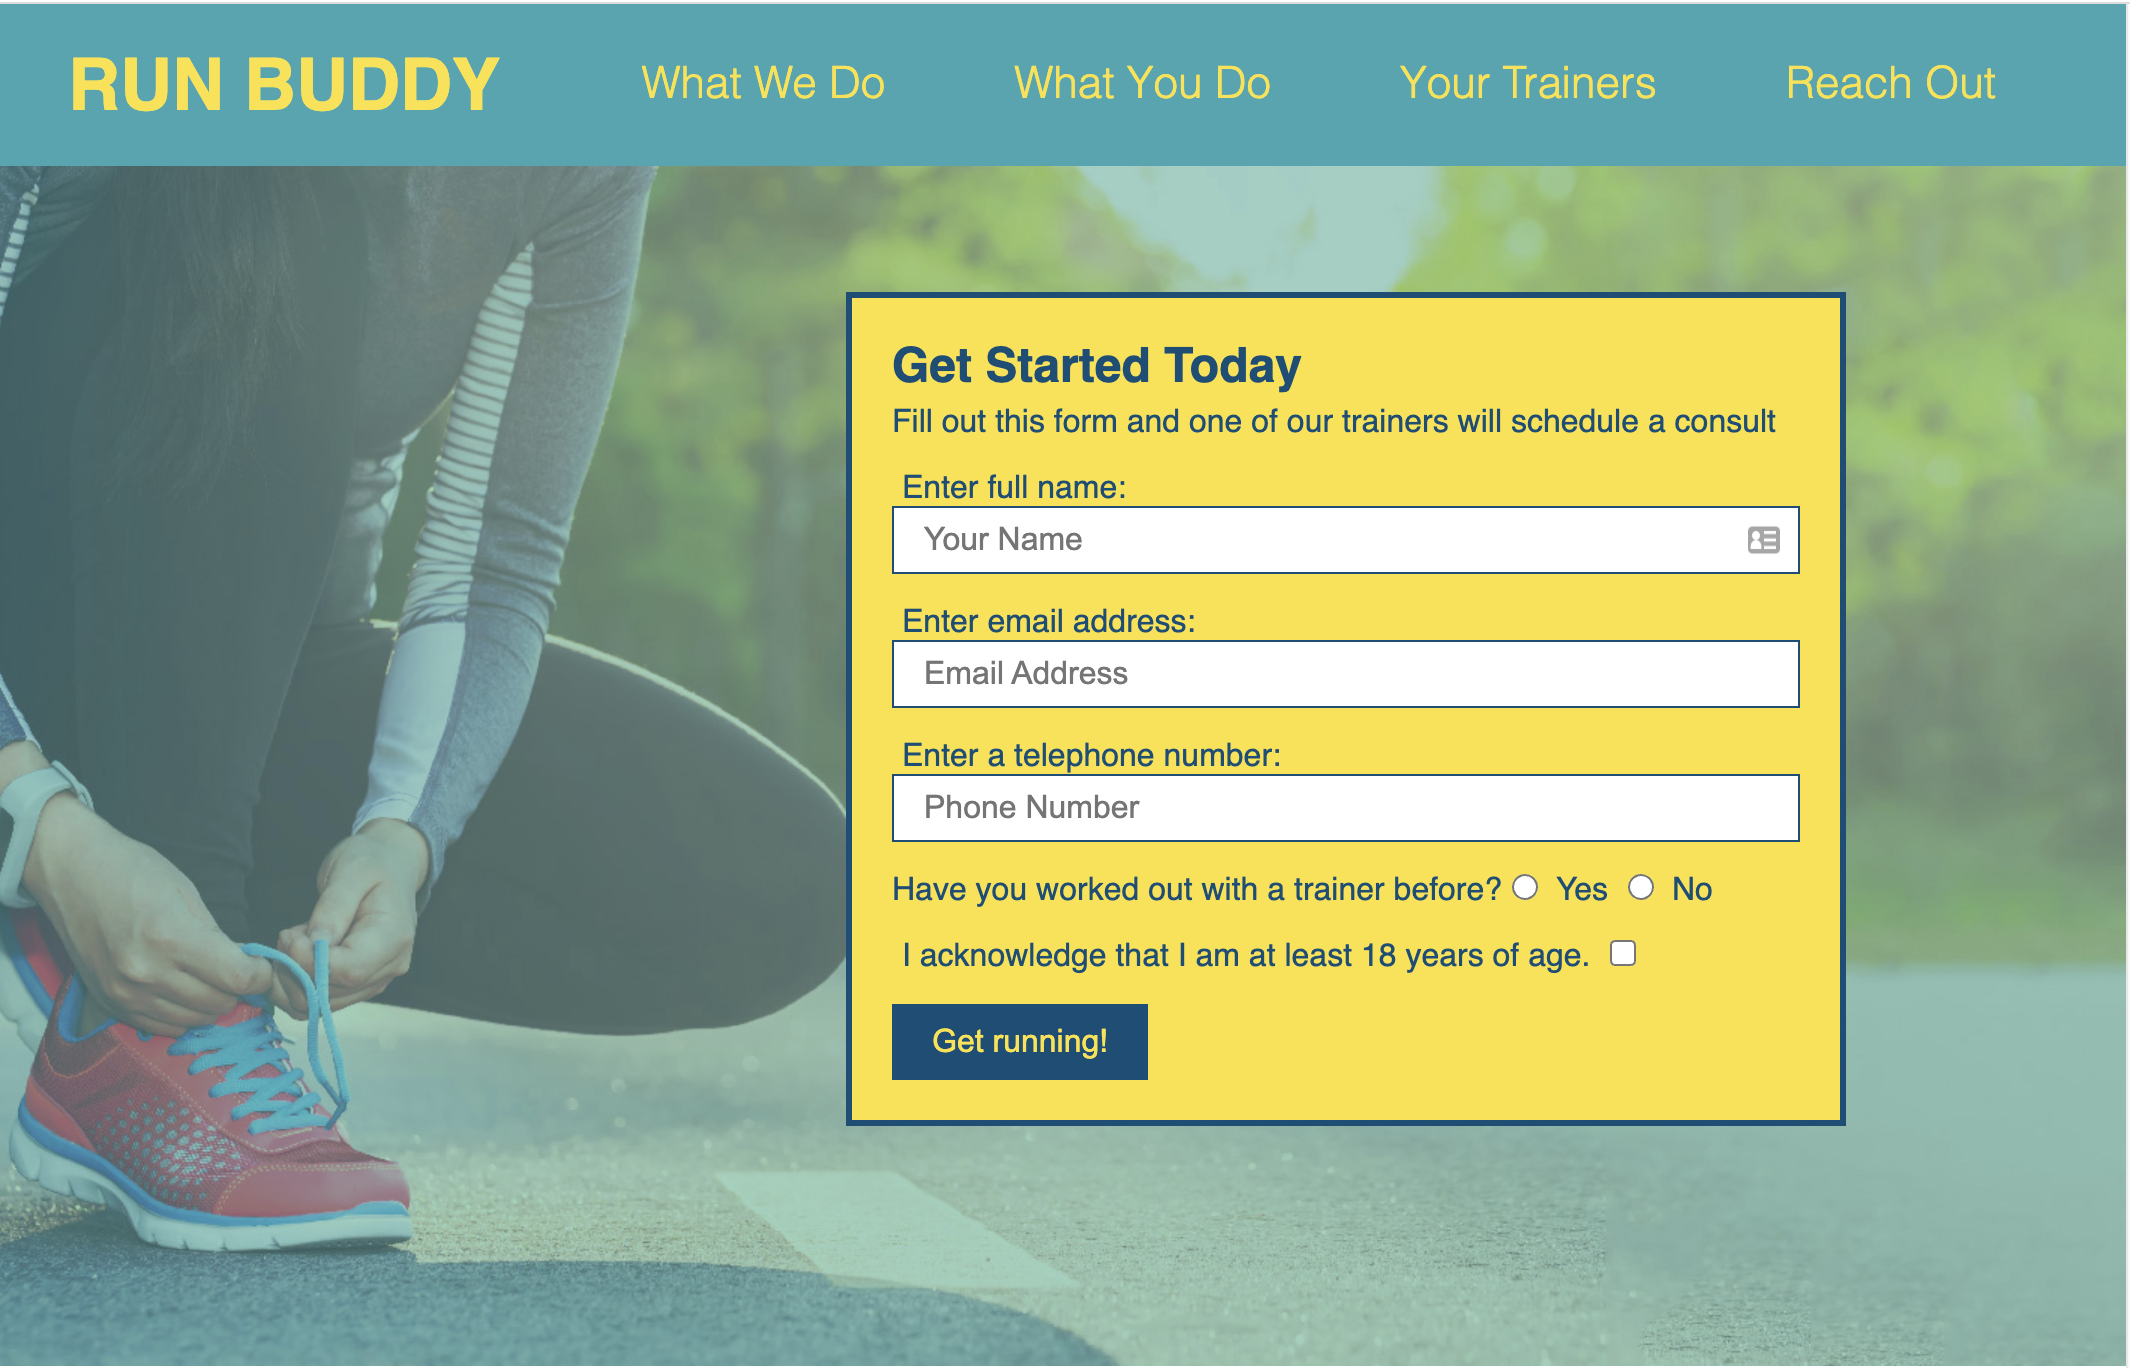 RUN BUDDY
What We Do
What You Do
Your Trainers
Reach Out
Get Started Today
Fill out this form and one of our trainers will schedule a consult
Enter full name:
Your Name
Enter email address:
Email Address
Enter a telephone number:
Phone Number
Have you worked out with a trainer before? Yes No
I acknowledge that I am at least 18 years of age.
Get running!